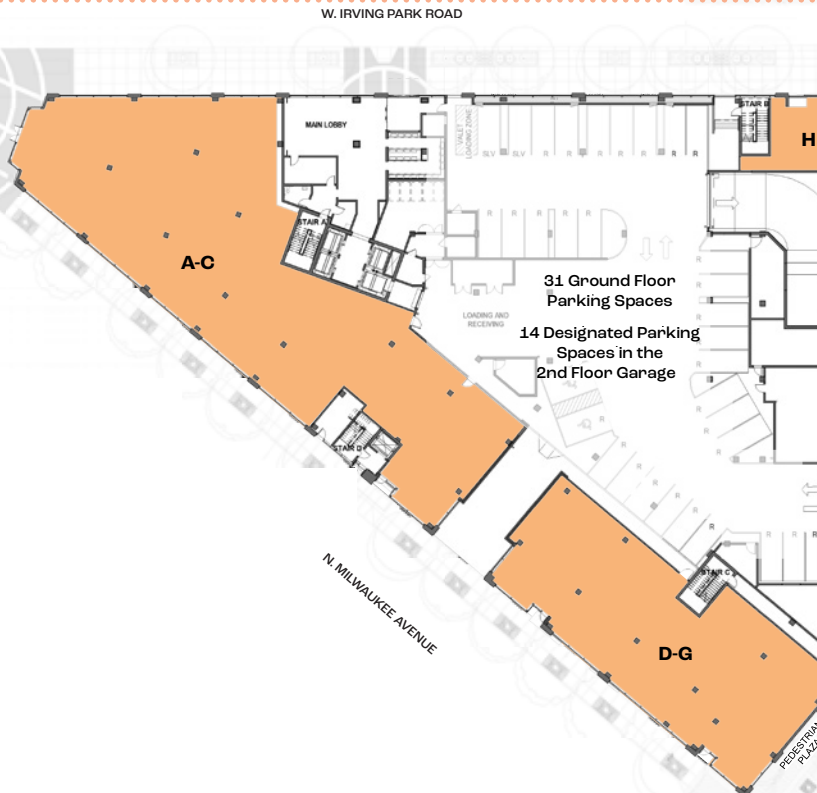 W. IRVING PARK ROAD
STAIR B
H
MAIN LOBBY
VALET
LOADING ZONE
SLV SLV R R R R R R R
STAIR A
R R R R R
A-C
31 Ground Floor
Parking Spaces
LOADING AND
RECEIVING
14 Designated Parking
Spaces in the
2nd Floor Garage
R
R
R
R
R
R
R
R
R
R
STAIR D
R
R
R
R
R
R
R R R
N. MILWAUKEE AVENUE
STAIR C
D-G
PEDESTRIAN
PLAZA